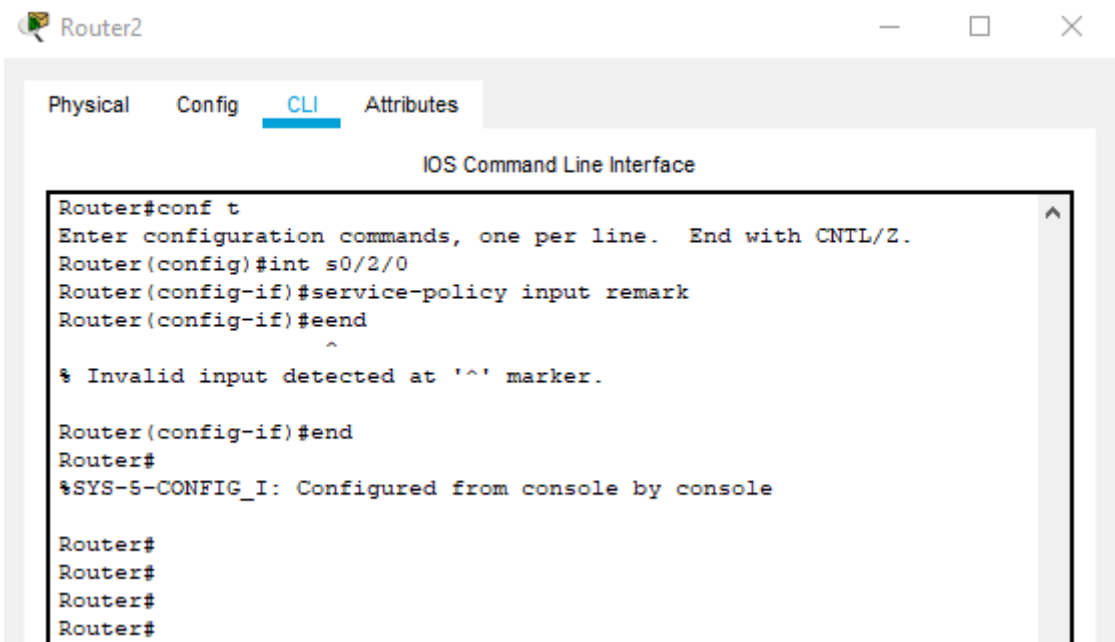 Router2
Physical Config CLI Attributes
IOS Command Line Interface
Router#conf t
Enter configuration commands, one per line.  End with CNTL/Z.
Router(config)#int s0/2/0
Router(config-if)#service-policy input remark
Router(config-if)#eend
^
% Invalid input detected at '^' marker.
Router(config-if)#end
Router#
%SYS-5-CONFIG_I: Configured from console by console
Router#
Router#
Router#
Router#